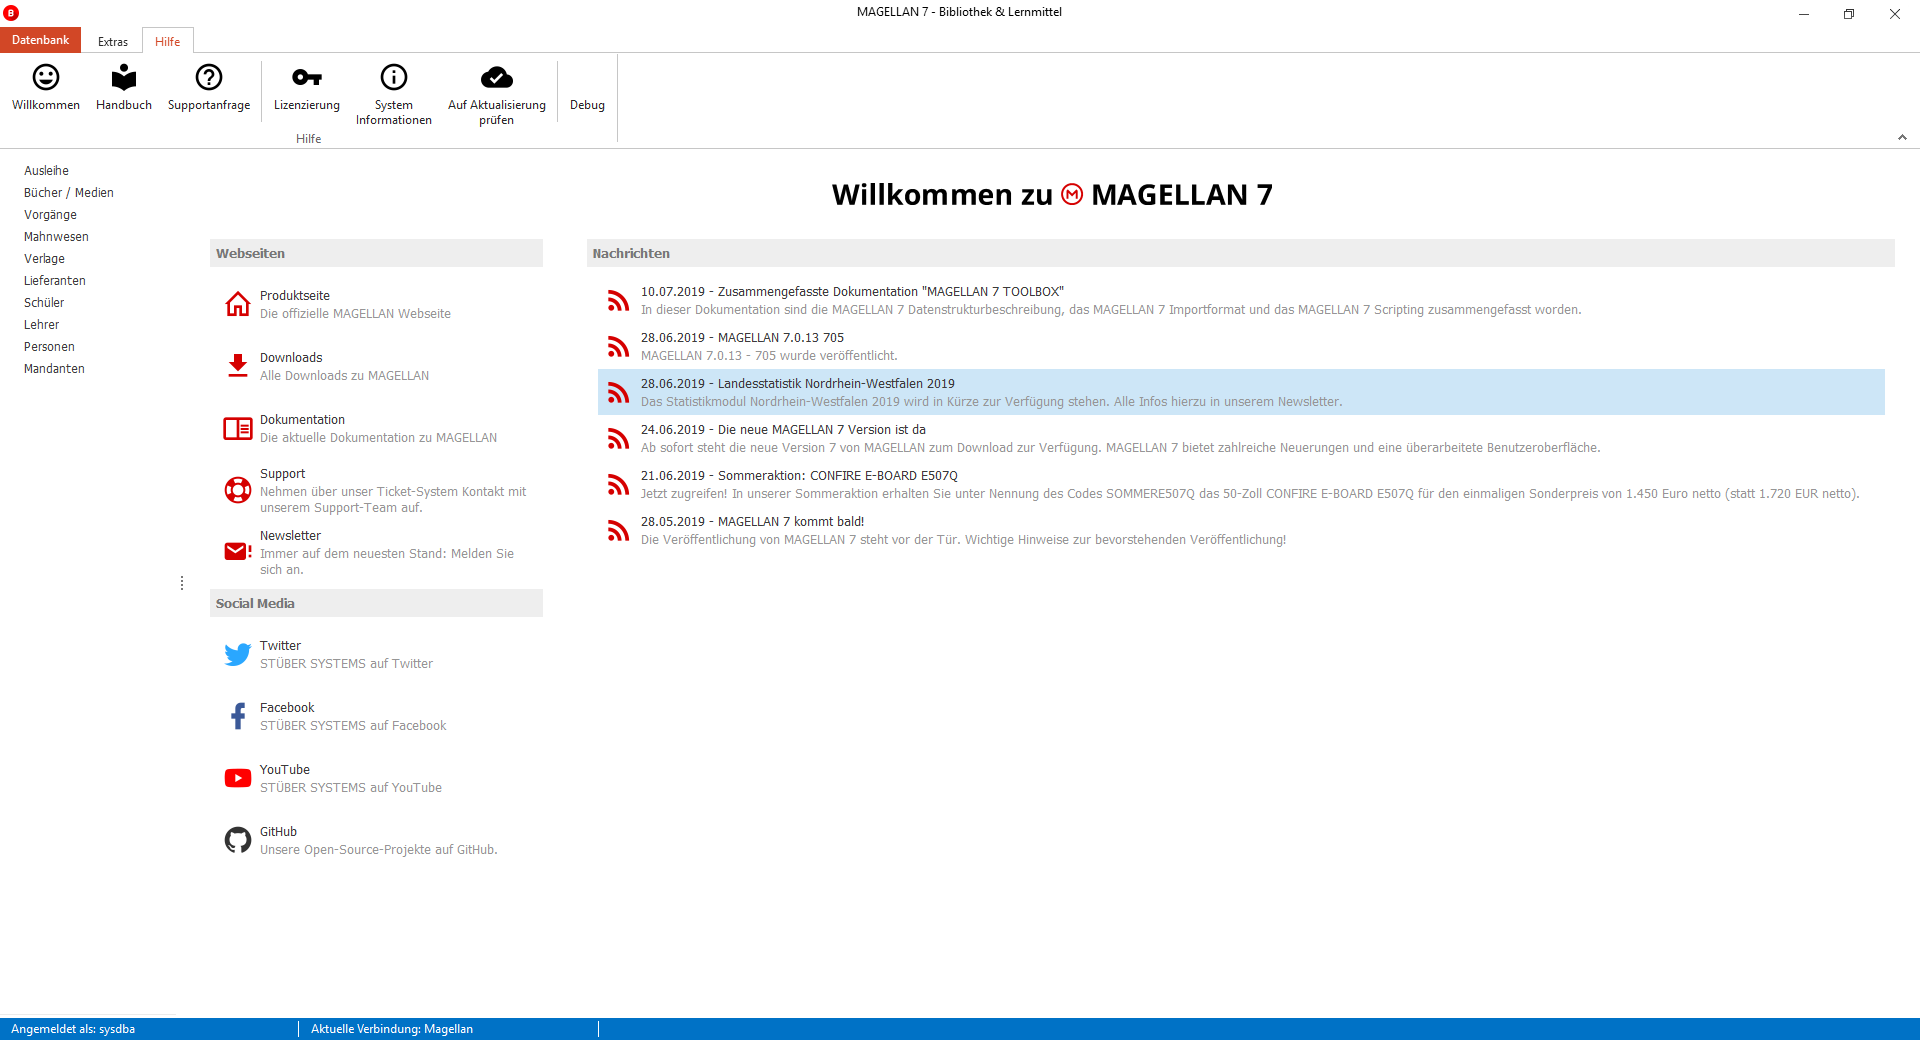 MAGELLAN 7 - Bibliothek & Lernmittel
Datenbank
Extras
Hilfe
Willkommen
Handbuch
Supportanfrage
Lizenzierung
System
Informationen
Auf Aktualisierung
prüfen
Debug
Hilfe
Ausleihe
Bücher / Medien
Vorgänge
Mahnwesen
Verlage
Lieferanten
Schüler
Lehrer
Personen
Mandanten
Willkommen zu MAGELLAN 7
Webseiten
Produktseite
Die offizielle MAGELLAN Webseite
Downloads
Alle Downloads zu MAGELLAN
Dokumentation
Die aktuelle Dokumentation zu MAGELLAN
Support
Nehmen über unser Ticket-System Kontakt mit
unserem Support-Team auf.
Newsletter
Immer auf dem neuesten Stand: Melden Sie
sich an.
Social Media
Twitter
STÜBER SYSTEMS auf Twitter
Facebook
STÜBER SYSTEMS auf Facebook
YouTube
STÜBER SYSTEMS auf YouTube
GitHub
Unsere Open-Source-Projekte auf GitHub.
Nachrichten
10.07.2019 - Zusammengefasste Dokumentation "MAGELLAN 7 TOOLBOX"
In dieser Dokumentation sind die MAGELLAN 7 Datenstrukturbeschreibung, das MAGELLAN 7 Importformat und das MAGELLAN 7 Scripting zusammengefasst worden.
28.06.2019 - MAGELLAN 7.0.13 705
MAGELLAN 7.0.13 - 705 wurde veröffentlicht.
28.06.2019 - Landesstatistik Nordrhein-Westfalen 2019
Das Statistikmodul Nordrhein-Westfalen 2019 wird in Kürze zur Verfügung stehen. Alle Infos hierzu in unserem Newsletter.
24.06.2019 - Die neue MAGELLAN 7 Version ist da
Ab sofort steht die neue Version 7 von MAGELLAN zum Download zur Verfügung. MAGELLAN 7 bietet zahlreiche Neuerungen und eine überarbeitete Benutzeroberfläche.
21.06.2019 - Sommeraktion: CONFIRE E-BOARD E507Q
Jetzt zugreifen! In unserer Sommeraktion erhalten Sie unter Nennung des Codes SOMMERE507Q das 50-Zoll CONFIRE E-BOARD E507Q für den einmaligen Sonderpreis von 1.450 Euro netto (statt 1.720 EUR netto).
28.05.2019 - MAGELLAN 7 kommt bald!
Die Veröffentlichung von MAGELLAN 7 steht vor der Tür. Wichtige Hinweise zur bevorstehenden Veröffentlichung!
Angemeldet als: sysdba
Aktuelle Verbindung: Magellan